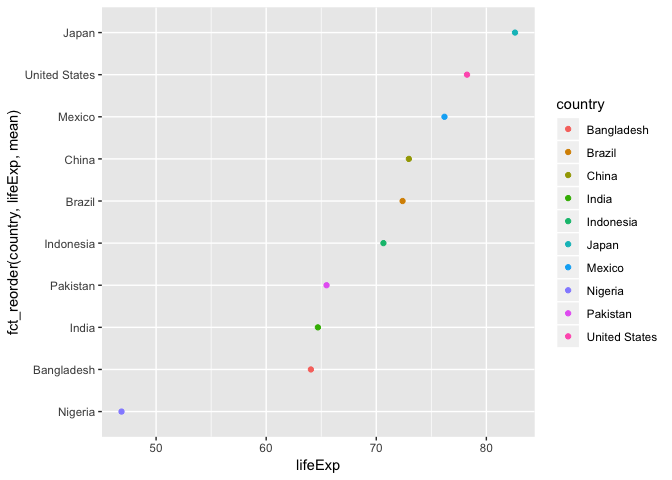 fct_reorder(country, lifeExp, mean)
Japan
United States
Mexico
China
Brazil
Indonesia
Pakistan
India
Bangladesh
Nigeria
50 60 70 80
lifeExp
country
Bangladesh
Brazil
China
India
Indonesia
Japan
Mexico
Nigeria
Pakistan
United States